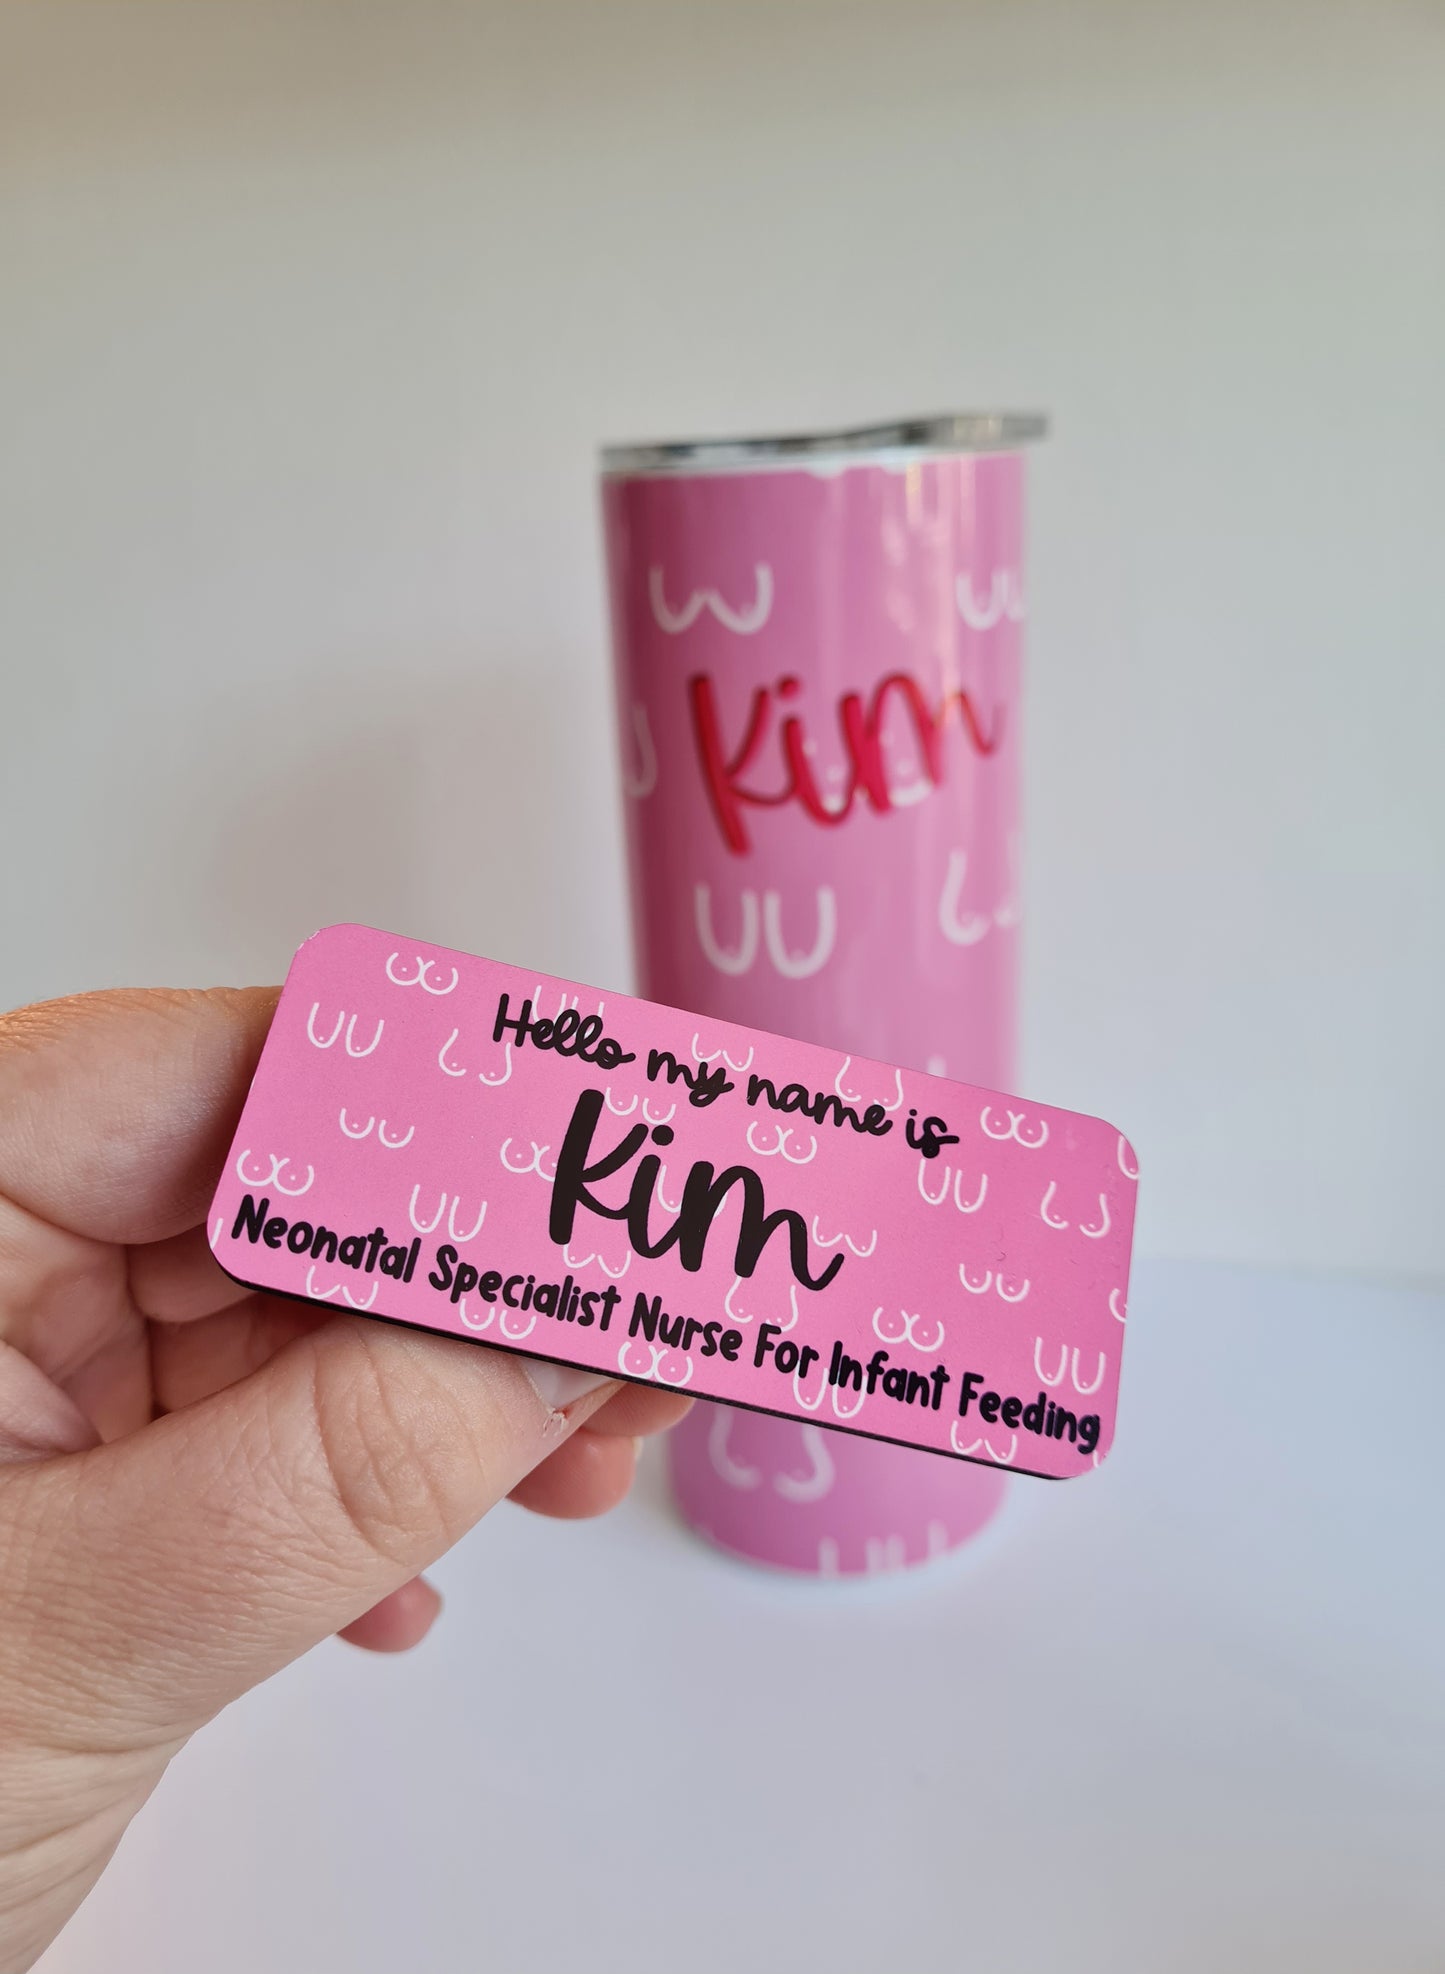 Kim
Hello my name is
Kim
Neonatal Specialist Nurse For Infant Feeding